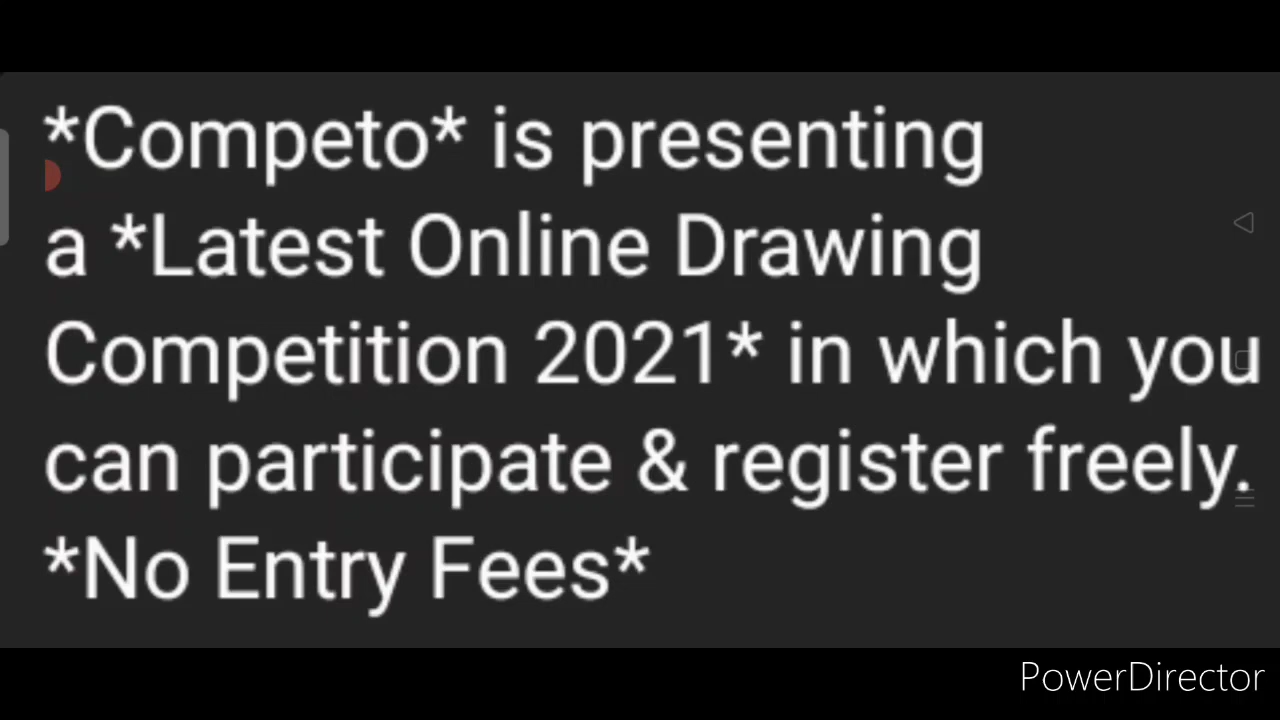 *Competo* is presenting
a *Latest Online Drawing
Competition 2021* in which you
can participate & register freely.
*No Entry Fees*
PowerDirector